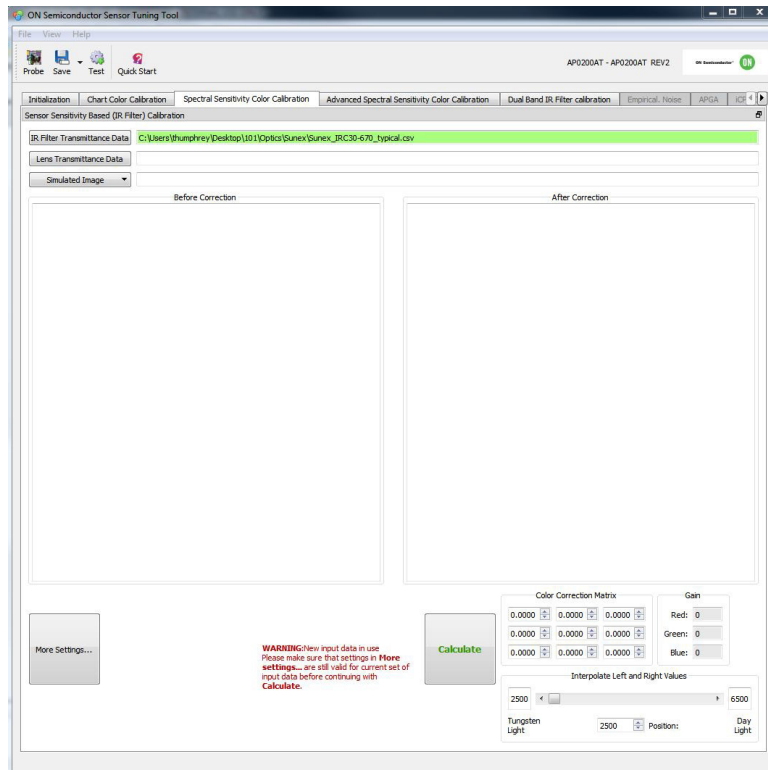 ON Semiconductor Sensor Tuning Tool
File View Help
Probe Save Test Quick Start
AP0200AT - AP0200AT REV2
ON Semiconductor ON
Initialization Chart Color Calibration Spectral Sensitivity Color Calibration Advanced Spectral Sensitivity Color Calibration Dual Band IR Filter calibration Empirical. Noise APGA
Sensor Sensitivity Based (IR Filter) Calibration
IR Filter Transmittance Data C:\Users\thumphrey\Desktop\101\Optics\Sunex\Sunex_IRC30-670_typical.csv
Lens Transmittance Data
Simulated Image
Before Correction After Correction
Color Correction Matrix Gain
0.0000 0.0000 0.0000 Red: 0
0.0000 0.0000 0.0000 Green: 0
0.0000 0.0000 0.0000 Blue: 0
More Settings...
WARNING:New input data in use
Please make sure that settings in More
settings... are still valid for current set of
input data before continuing with
Calculate.
Calculate
Interpolate Left and Right Values
2500 6500
Tungsten
Light
2500 Position:
Day
Light